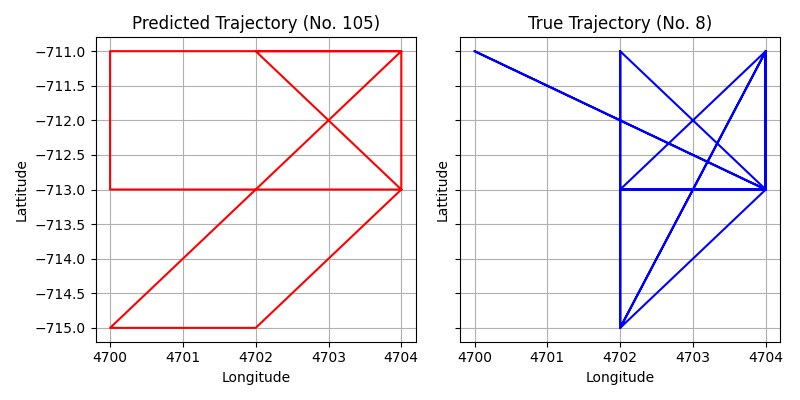 Predicted Trajectory (No. 105)
True Trajectory (No. 8)
−711.0
−711.5
−712.0
−712.5
−713.0
−713.5
−714.0
−714.5
−715.0
Lattitude
Lattitude
4700 4701 4702 4703 4704
4700 4701 4702 4703 4704
Longitude
Longitude